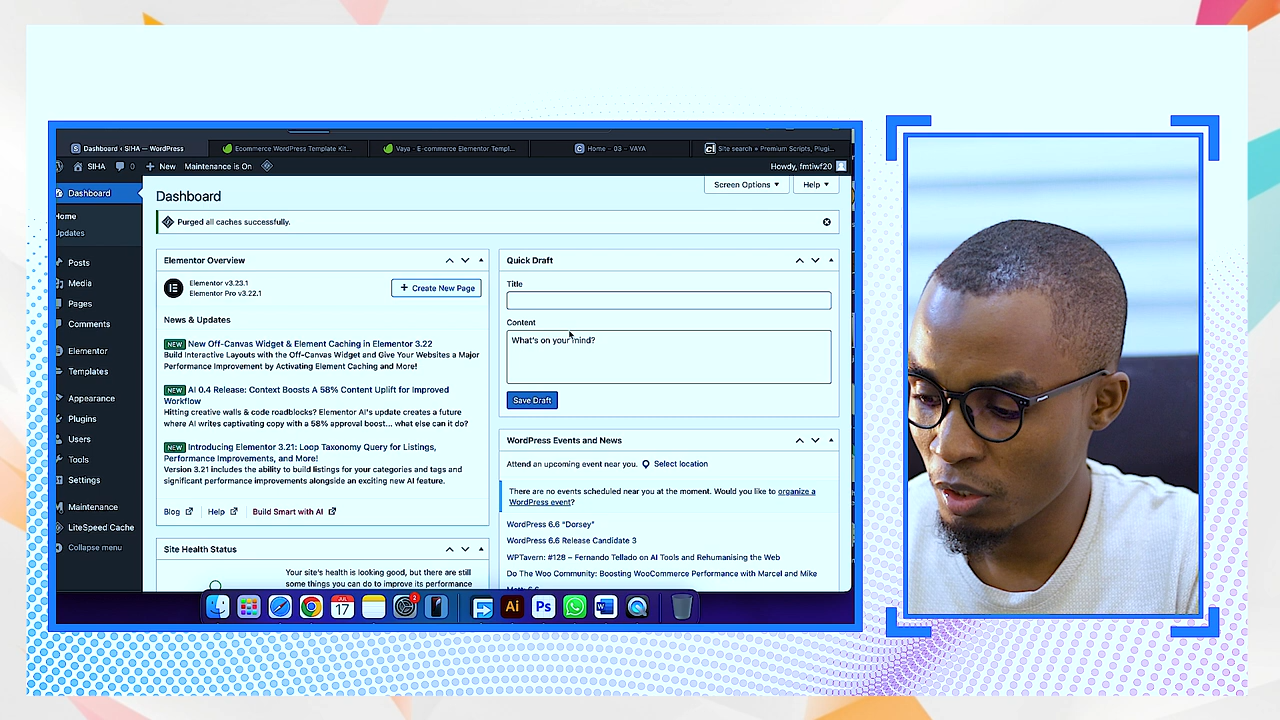 Dashboard ‹ SIHA — WordPress
Ecommerce WordPress Template Kit...
Vaya - E-commerce Elementor Templ...
Home – 03 – VAYA
Site search » Premium Scripts, Plugi...
SIHA
0
New
Maintenance is On
Howdy, fmtiwf20
Dashboard
Home
Updates
Posts
Media
Pages
Comments
Elementor
Templates
Appearance
Plugins
Users
Tools
Settings
Maintenance
LiteSpeed Cache
Collapse menu
Screen Options
Help
Dashboard
Purged all caches successfully.
Elementor Overview
Elementor v3.23.1
Elementor Pro v3.22.1
Create New Page
News & Updates
NEW New Off-Canvas Widget & Element Caching in Elementor 3.22
Build Interactive Layouts with the Off-Canvas Widget and Give Your Websites a Major
Performance Improvement by Activating Element Caching and More!
NEW AI 0.4 Release: Context Boosts A 58% Content Uplift for Improved
Workflow
Hitting creative walls & code roadblocks? Elementor AI's update creates a future
where AI writes captivating copy with a 58% approval boost... what else can it do?
NEW Introducing Elementor 3.21: Loop Taxonomy Query for Listings,
Performance Improvements, and More!
Version 3.21 includes the ability to build listings for your categories and tags and
significant performance improvements alongside an exciting new AI feature.
Blog
Help
Build Smart with AI
Site Health Status
Your site's health is looking good, but there are still
some things you can do to improve its performance
Quick Draft
Title
Content
What's on your mind?
Save Draft
WordPress Events and News
Attend an upcoming event near you.
Select location
There are no events scheduled near you at the moment. Would you like to organize a
WordPress event?
WordPress 6.6 "Dorsey"
WordPress 6.6 Release Candidate 3
WPTavern: #128 – Fernando Tellado on AI Tools and Rehumanising the Web
Do The Woo Community: Boosting WooCommerce Performance with Marcel and Mike
JUL
17
2
Ai
Ps
W